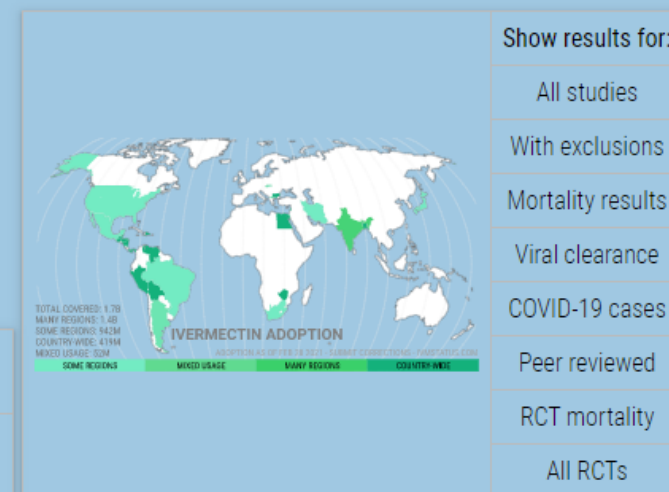 Show results for:
All studies
With exclusions
Mortality results
Viral clearance
COVID-19 cases
Peer reviewed
RCT mortality
All RCTs
TOTAL COVERED: 1.7B
MANY REGIONS: 1.4B
SOME REGIONS: 942M
COUNTRY-WIDE: 419M
MIXED USAGE: 52M
IVERMECTIN ADOPTION
SOME REGIONS
MIXED USAGE
MANY REGIONS
COUNTRY-WIDE